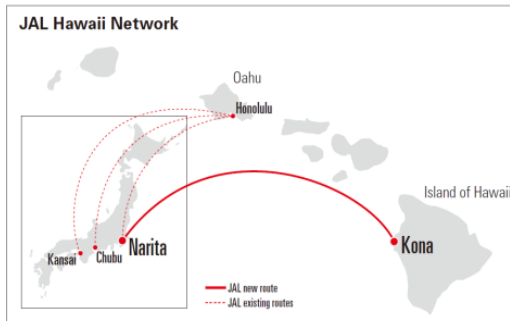 JAL Hawaii Network
Oahu
Honolulu
Island of Hawaii
Narita
Kona
Chubu
Kansai
JAL new route
JAL existing routes